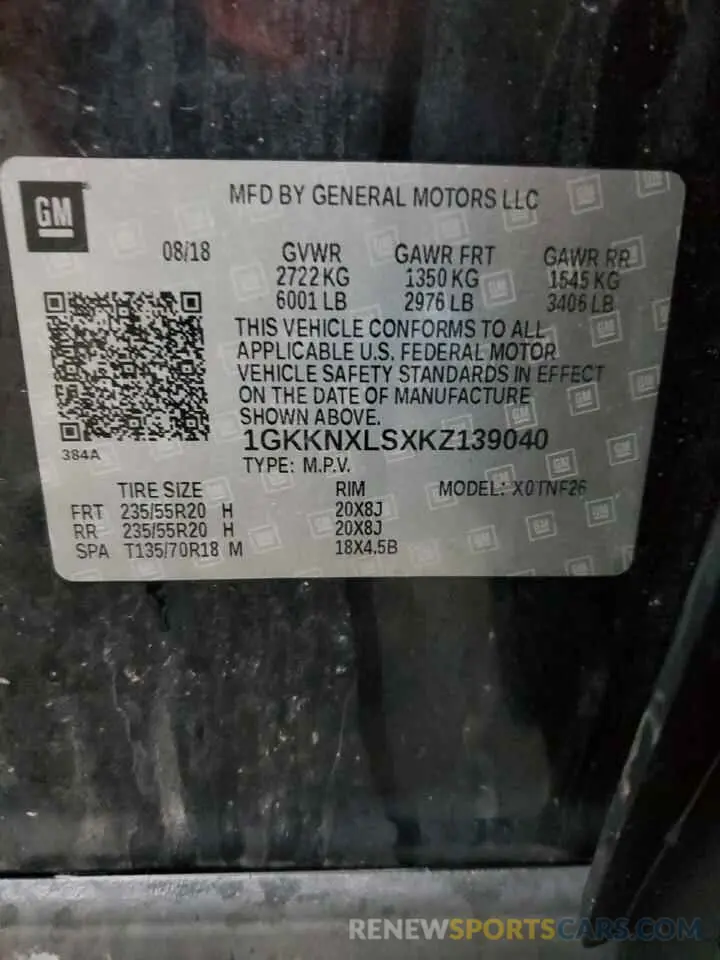 GM
MFD BY GENERAL MOTORS LLC
08/18 GVWR GAWR FRT GAWR RR
2722 KG 1350 KG 1545 KG
6001 LB 2976 LB 3406 LB
THIS VEHICLE CONFORMS TO ALL
APPLICABLE U.S. FEDERAL MOTOR
VEHICLE SAFETY STANDARDS IN EFFECT
ON THE DATE OF MANUFACTURE
SHOWN ABOVE.
1GKKNXLSXKZ139040
384A
TYPE: M.P.V.
TIRE SIZE RIM MODEL: X0TNF26
FRT 235/55R20 H 20X8J
RR 235/55R20 H 20X8J
SPA T135/70R18 M 18X4.5B
RENEWSPORTSCARS.COM